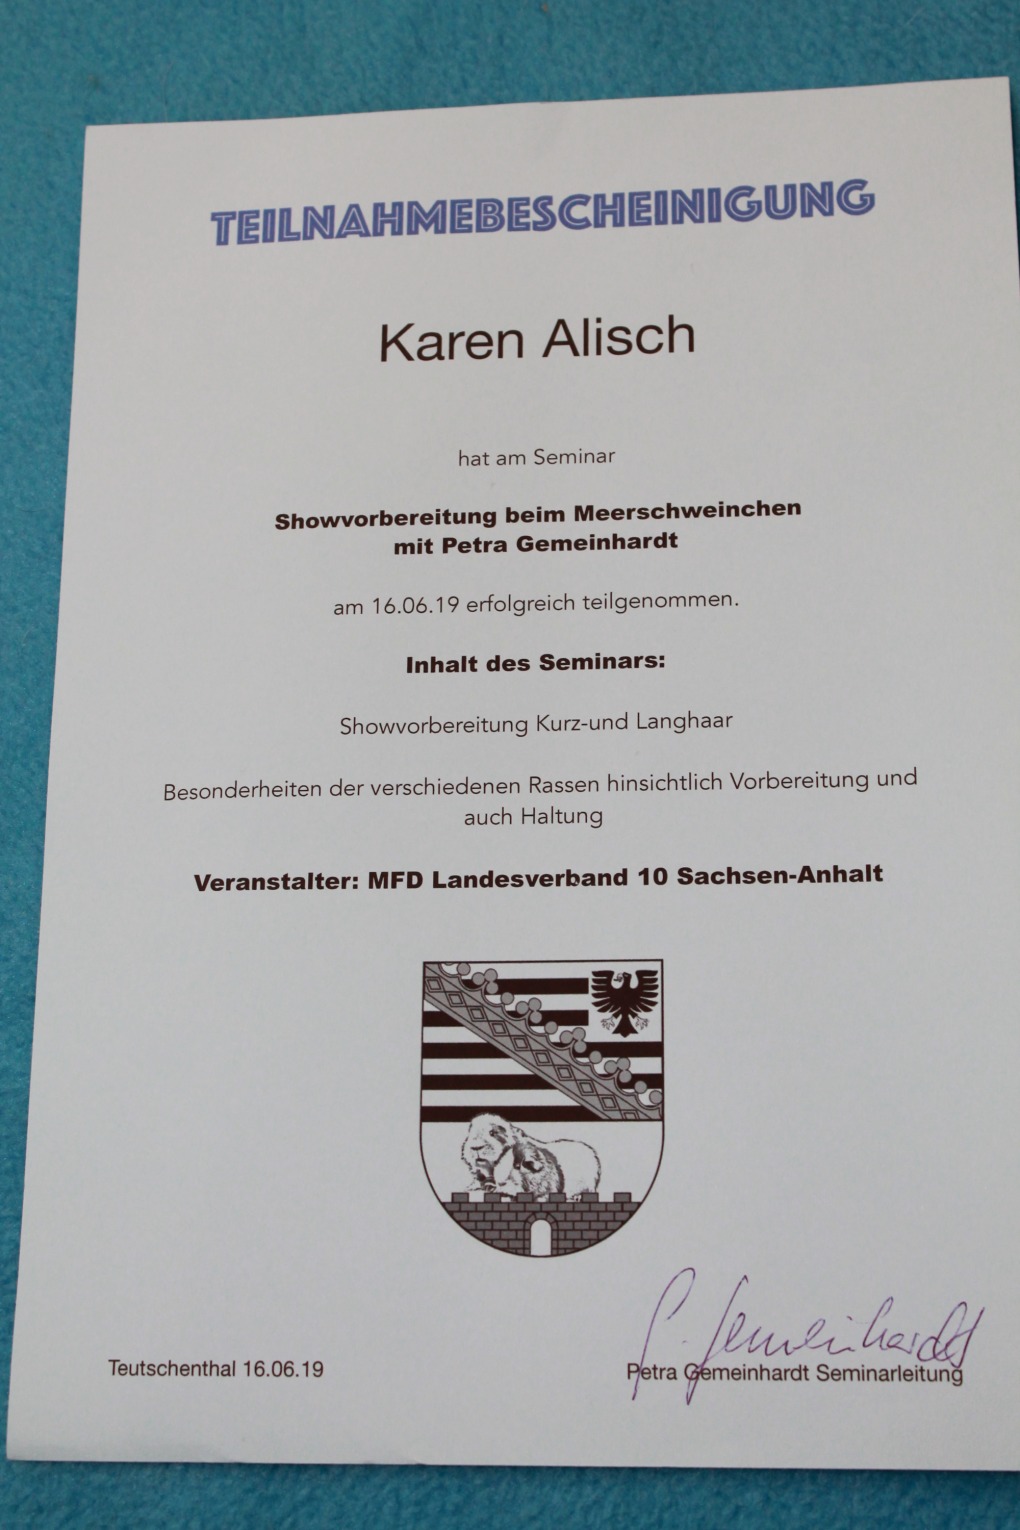 TEILNAHMEBESCHEINIGUNG
Karen Alisch
hat am Seminar
Showvorbereitung beim Meerschweinchen
mit Petra Gemeinhardt
am 16.06.19 erfolgreich teilgenommen.
Inhalt des Seminars:
Showvorbereitung Kurz-und Langhaar
Besonderheiten der verschiedenen Rassen hinsichtlich Vorbereitung und
auch Haltung
Veranstalter: MFD Landesverband 10 Sachsen-Anhalt
P. Gemeinhardt
Teutschenthal 16.06.19
Petra Gemeinhardt Seminarleitung